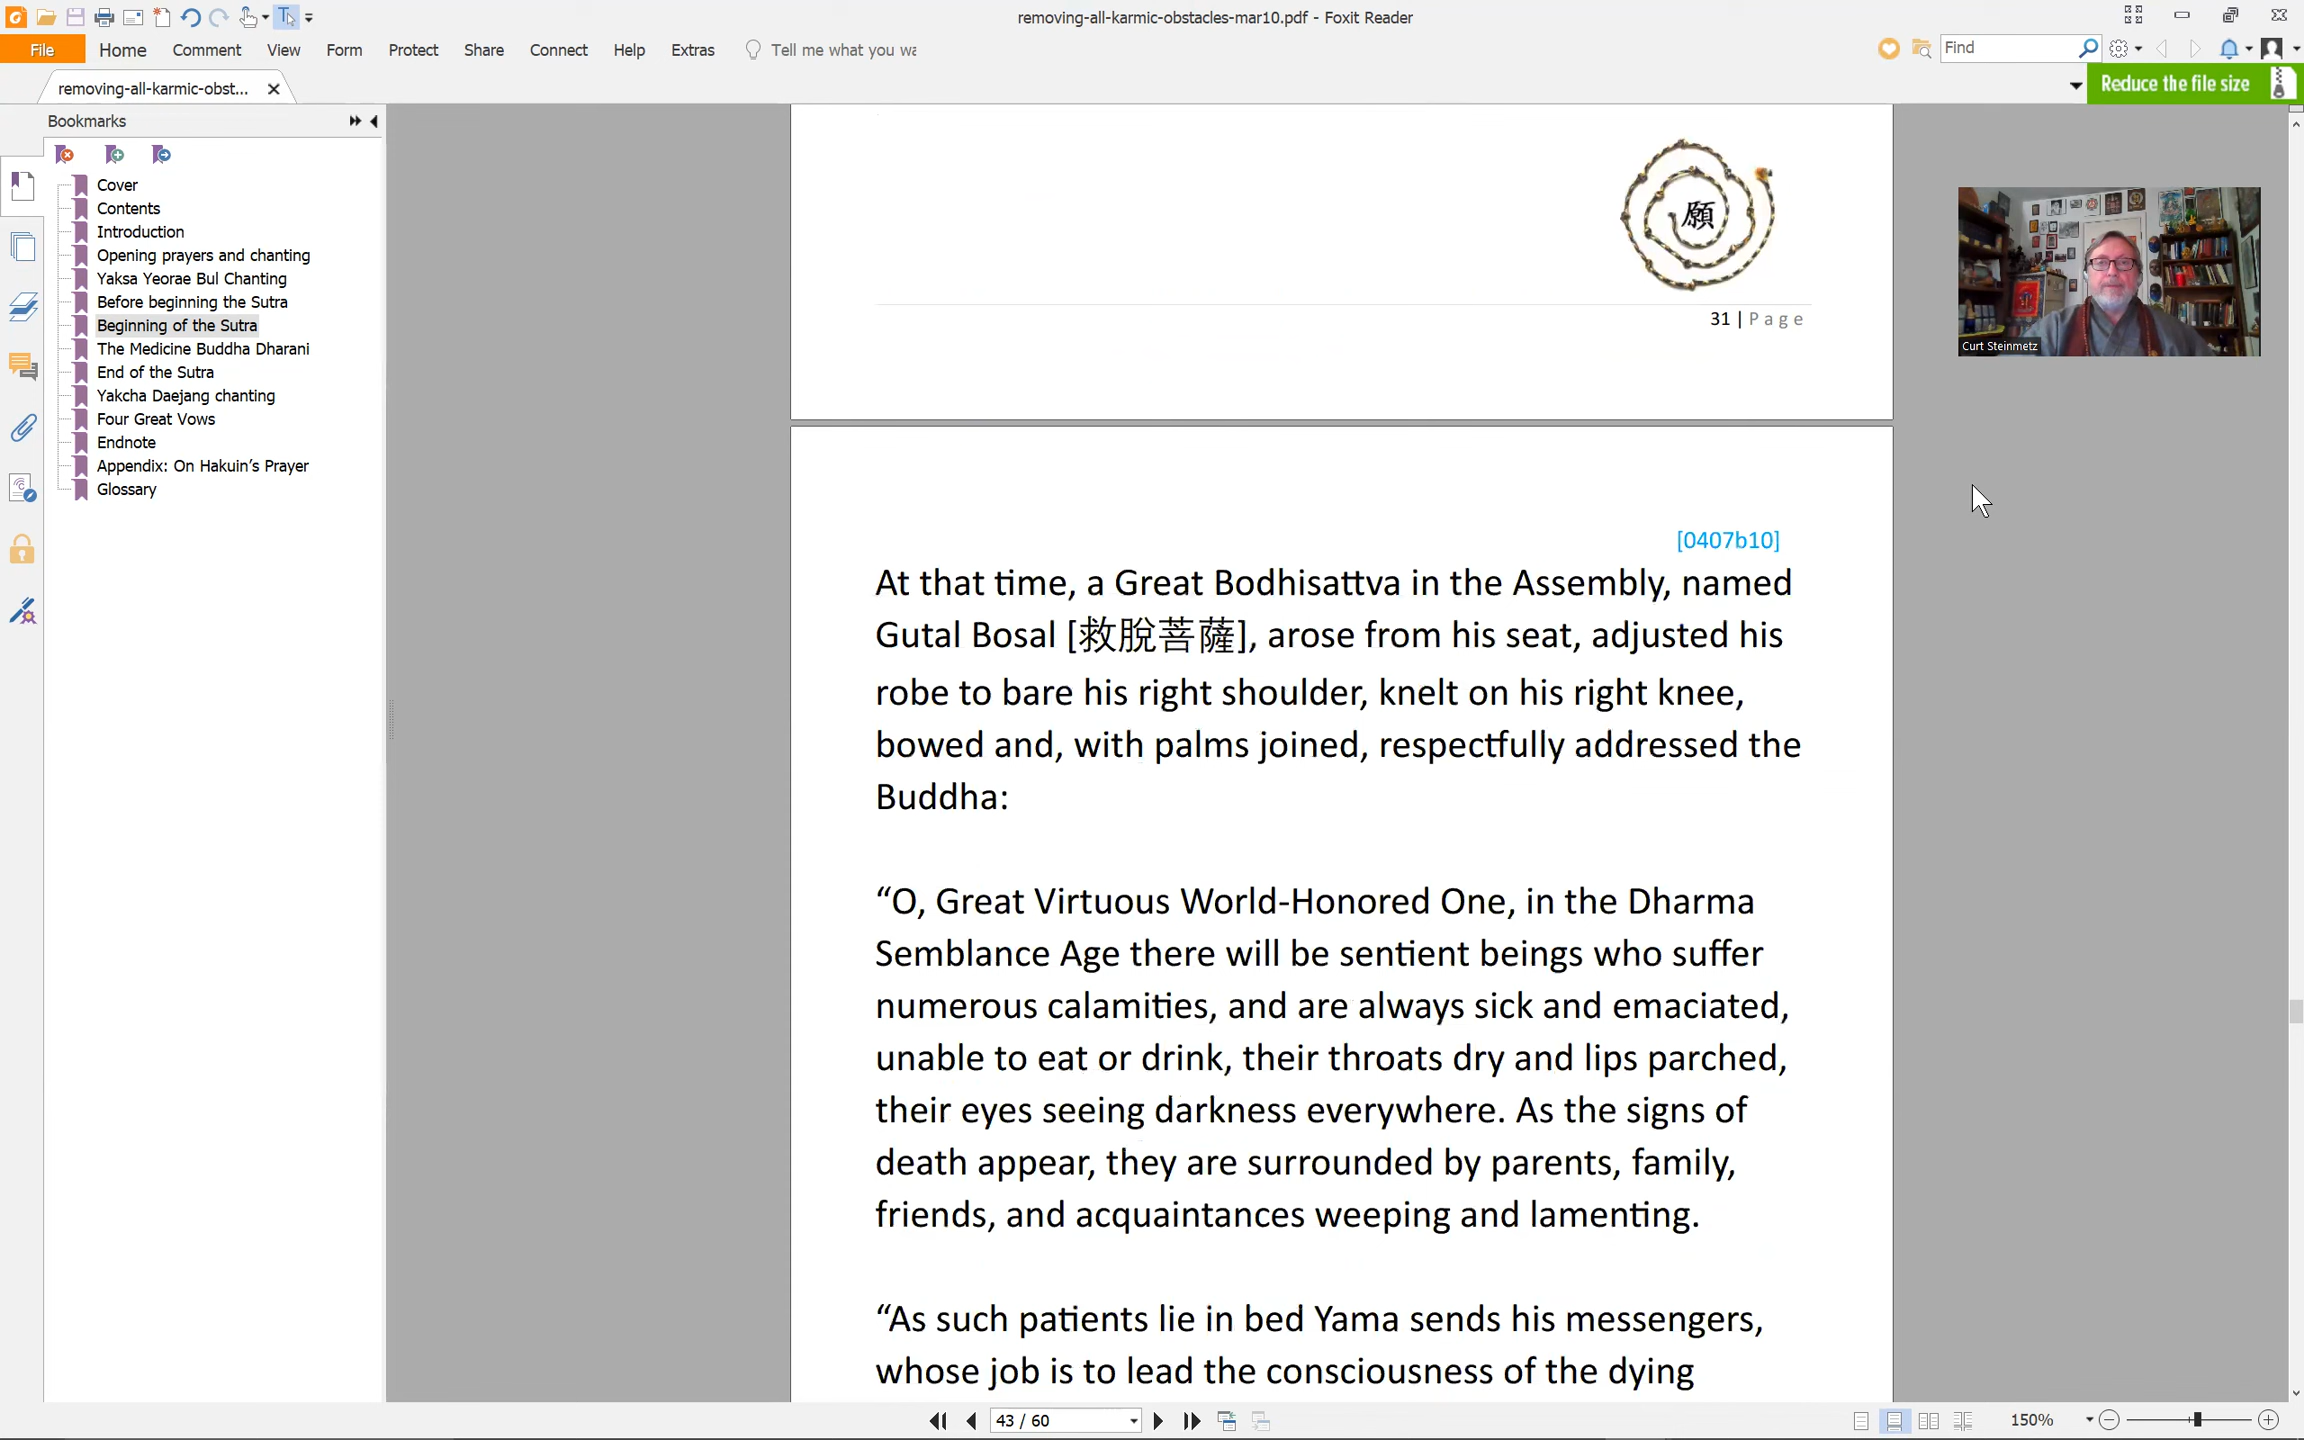 removing-all-karmic-obstacles-mar10.pdf - Foxit Reader
File Home Comment View Form Protect Share Connect Help Extras Tell me what you wa
Find
removing-all-karmic-obst...
Reduce the file size
Bookmarks
Cover
Contents
Introduction
Opening prayers and chanting
Yaksa Yeorae Bul Chanting
Before beginning the Sutra
Beginning of the Sutra
The Medicine Buddha Dharani
End of the Sutra
Yakcha Daejang chanting
Four Great Vows
Endnote
Appendix: On Hakuin’s Prayer
Glossary
願
31 | Page
Curt Steinmetz
[0407b10]
At that time, a Great Bodhisattva in the Assembly, named
Gutal Bosal [救脫菩薩], arose from his seat, adjusted his
robe to bare his right shoulder, knelt on his right knee,
bowed and, with palms joined, respectfully addressed the
Buddha:
“O, Great Virtuous World-Honored One, in the Dharma
Semblance Age there will be sentient beings who suffer
numerous calamities, and are always sick and emaciated,
unable to eat or drink, their throats dry and lips parched,
their eyes seeing darkness everywhere. As the signs of
death appear, they are surrounded by parents, family,
friends, and acquaintances weeping and lamenting.
“As such patients lie in bed Yama sends his messengers,
whose job is to lead the consciousness of the dying
43 / 60
150%